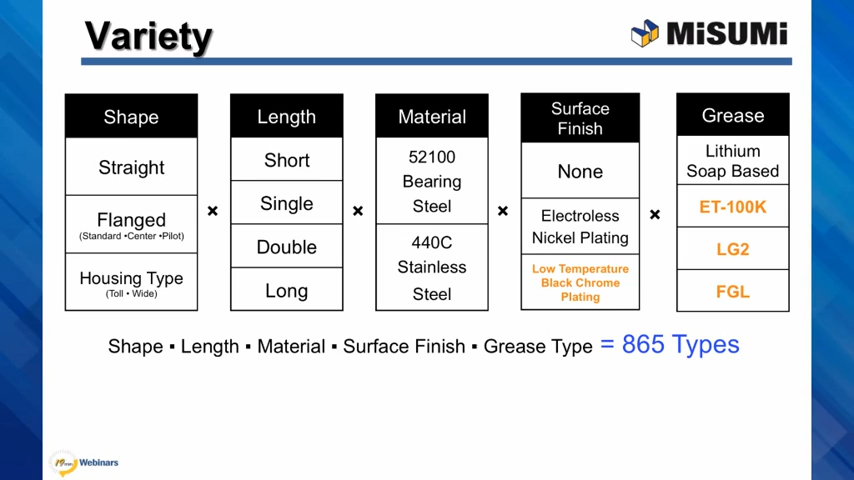 Variety
MiSUMi
Shape
Straight
Flanged
(Standard •Center •Pilot)
Housing Type
(Toll • Wide)
×
Length
Short
Single
Double
Long
×
Material
52100
Bearing
Steel
440C
Stainless
Steel
×
Surface
Finish
None
Electroless
Nickel Plating
Low Temperature
Black Chrome
Plating
×
Grease
Lithium
Soap Based
ET-100K
LG2
FGL
Shape ▪ Length ▪ Material ▪ Surface Finish ▪ Grease Type = 865 Types
Webinars